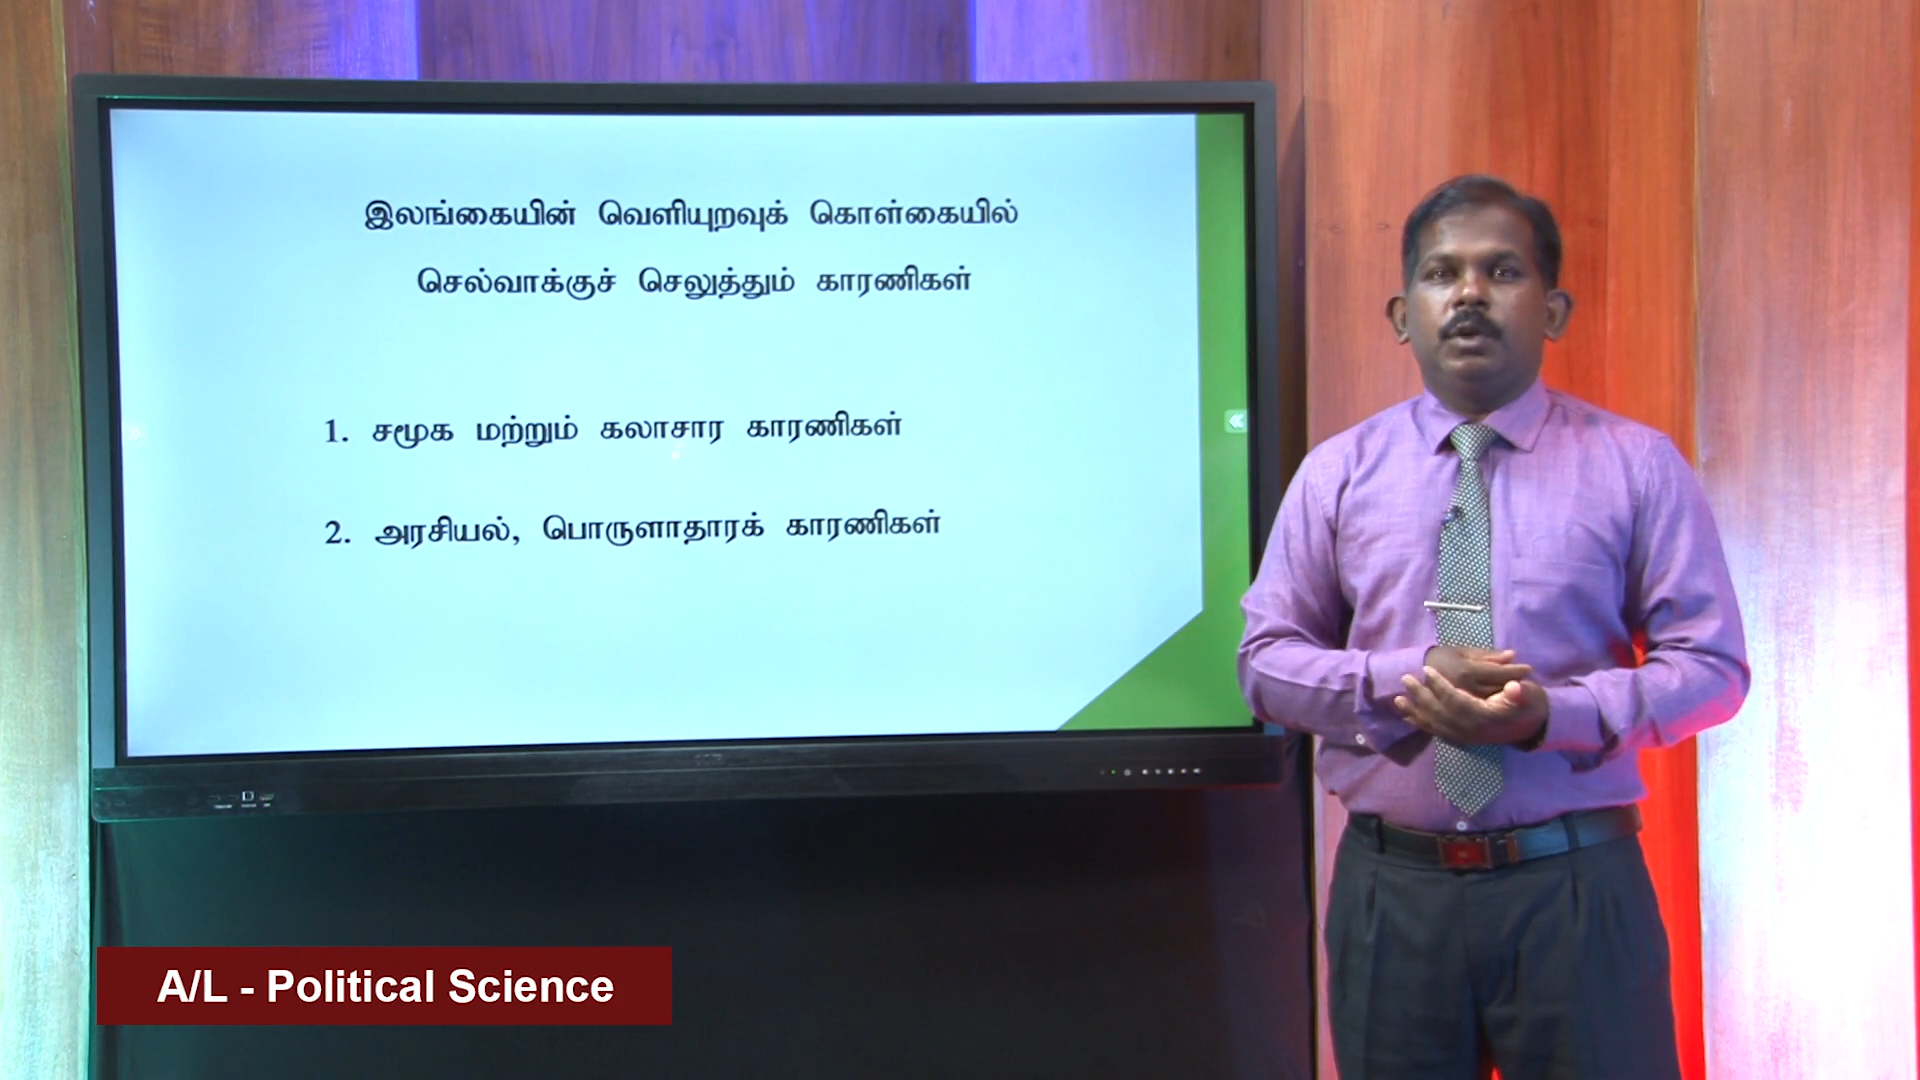 இலங்கையின் வெளியுறவுக் கொள்கையில்
செல்வாக்குச் செலுத்தும் காரணிகள்
1. சமூக மற்றும் கலாசார காரணிகள்
2. அரசியல், பொருளாதாரக் காரணிகள்
A/L - Political Science